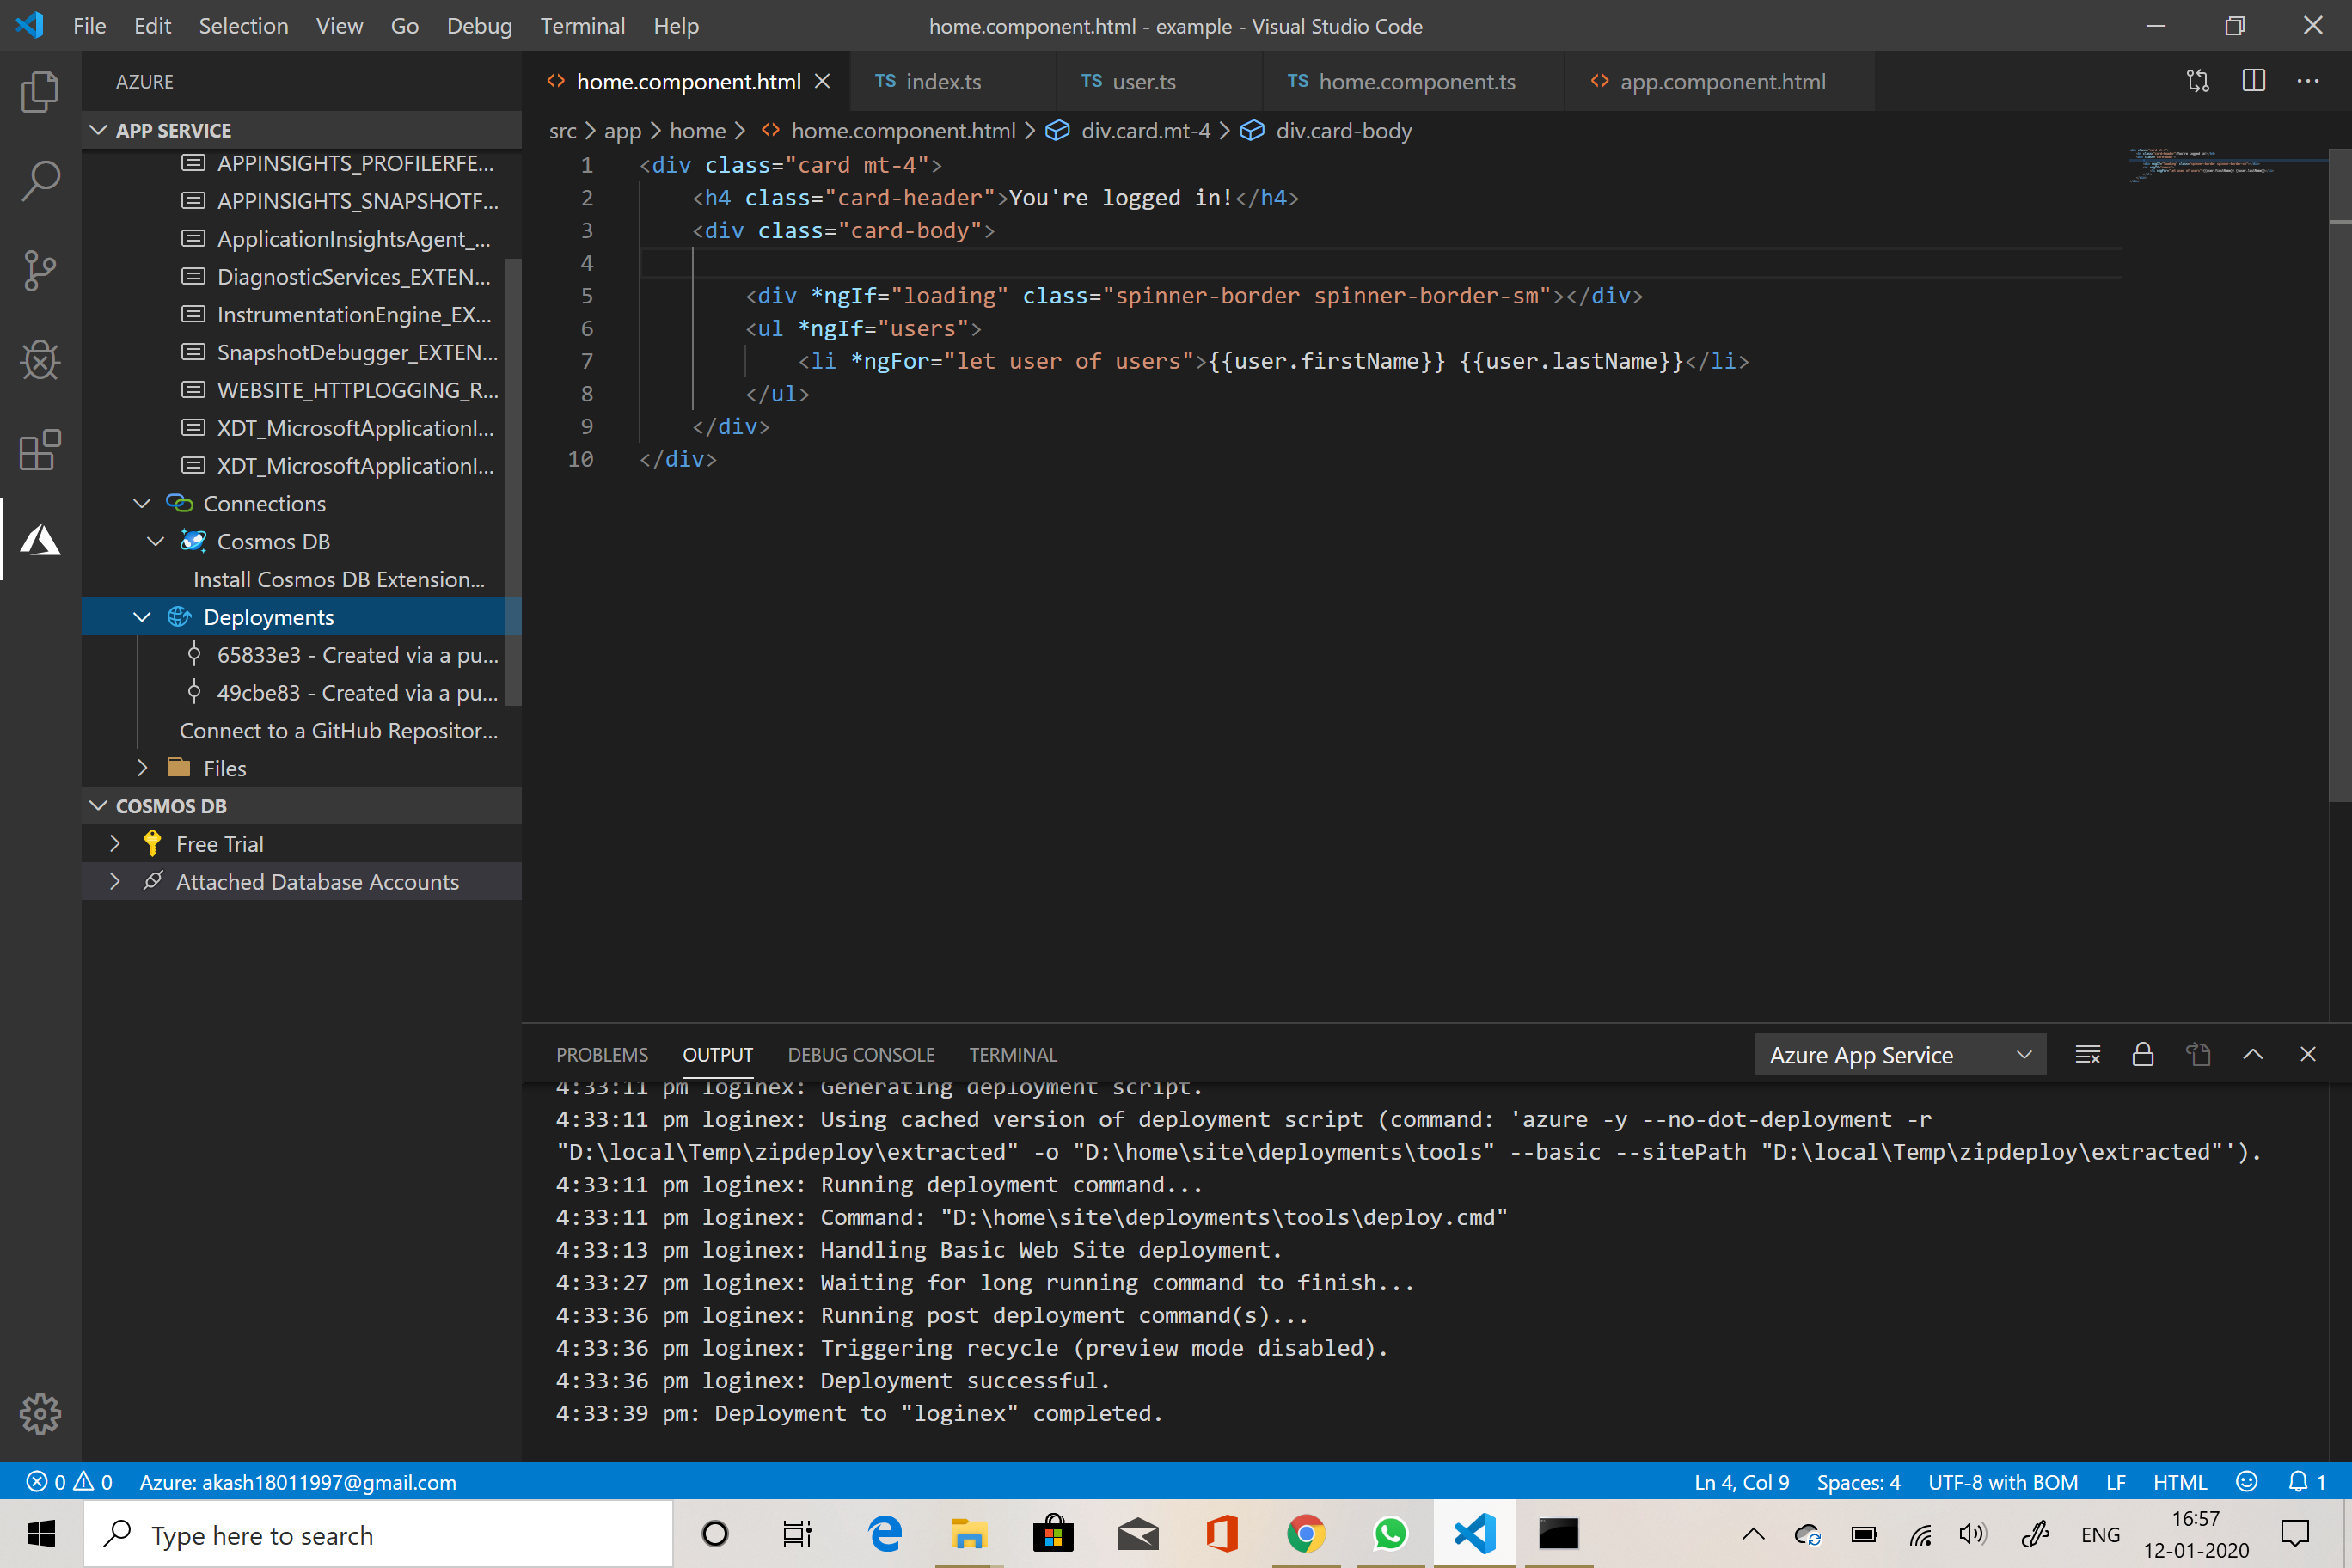 File Edit Selection View Go Debug Terminal Help
home.component.html - example - Visual Studio Code
AZURE
APP SERVICE
APPINSIGHTS_PROFILERFE...
APPINSIGHTS_SNAPSHOTF...
ApplicationInsightsAgent_...
DiagnosticServices_EXTEN...
InstrumentationEngine_EX...
SnapshotDebugger_EXTEN...
WEBSITE_HTTPLOGGING_R...
XDT_MicrosoftApplicationI...
XDT_MicrosoftApplicationI...
Connections
Cosmos DB
Install Cosmos DB Extension...
Deployments
65833e3 - Created via a pu...
49cbe83 - Created via a pu...
Connect to a GitHub Repositor...
Files
COSMOS DB
Free Trial
Attached Database Accounts
home.component.html
TS index.ts
TS user.ts
TS home.component.ts
app.component.html
src > app > home > home.component.html > div.card.mt-4 > div.card-body
1 <div class="card mt-4">
2 <h4 class="card-header">You're logged in!</h4>
3 <div class="card-body">
4
5 <div *ngIf="loading" class="spinner-border spinner-border-sm"></div>
6 <ul *ngIf="users">
7 <li *ngFor="let user of users">{{user.firstName}} {{user.lastName}}</li>
8 </ul>
9 </div>
10 </div>
PROBLEMS OUTPUT DEBUG CONSOLE TERMINAL
Azure App Service
4:33:11 pm loginex: Generating deployment script.
4:33:11 pm loginex: Using cached version of deployment script (command: 'azure -y --no-dot-deployment -r
"D:\local\Temp\zipdeploy\extracted" -o "D:\home\site\deployments\tools" --basic --sitePath "D:\local\Temp\zipdeploy\extracted"').
4:33:11 pm loginex: Running deployment command...
4:33:11 pm loginex: Command: "D:\home\site\deployments\tools\deploy.cmd"
4:33:13 pm loginex: Handling Basic Web Site deployment.
4:33:27 pm loginex: Waiting for long running command to finish...
4:33:36 pm loginex: Running post deployment command(s)...
4:33:36 pm loginex: Triggering recycle (preview mode disabled).
4:33:36 pm loginex: Deployment successful.
4:33:39 pm: Deployment to "loginex" completed.
0 0 Azure: akash18011997@gmail.com
Ln 4, Col 9 Spaces: 4 UTF-8 with BOM LF HTML 1
Type here to search
ENG
16:57
12-01-2020